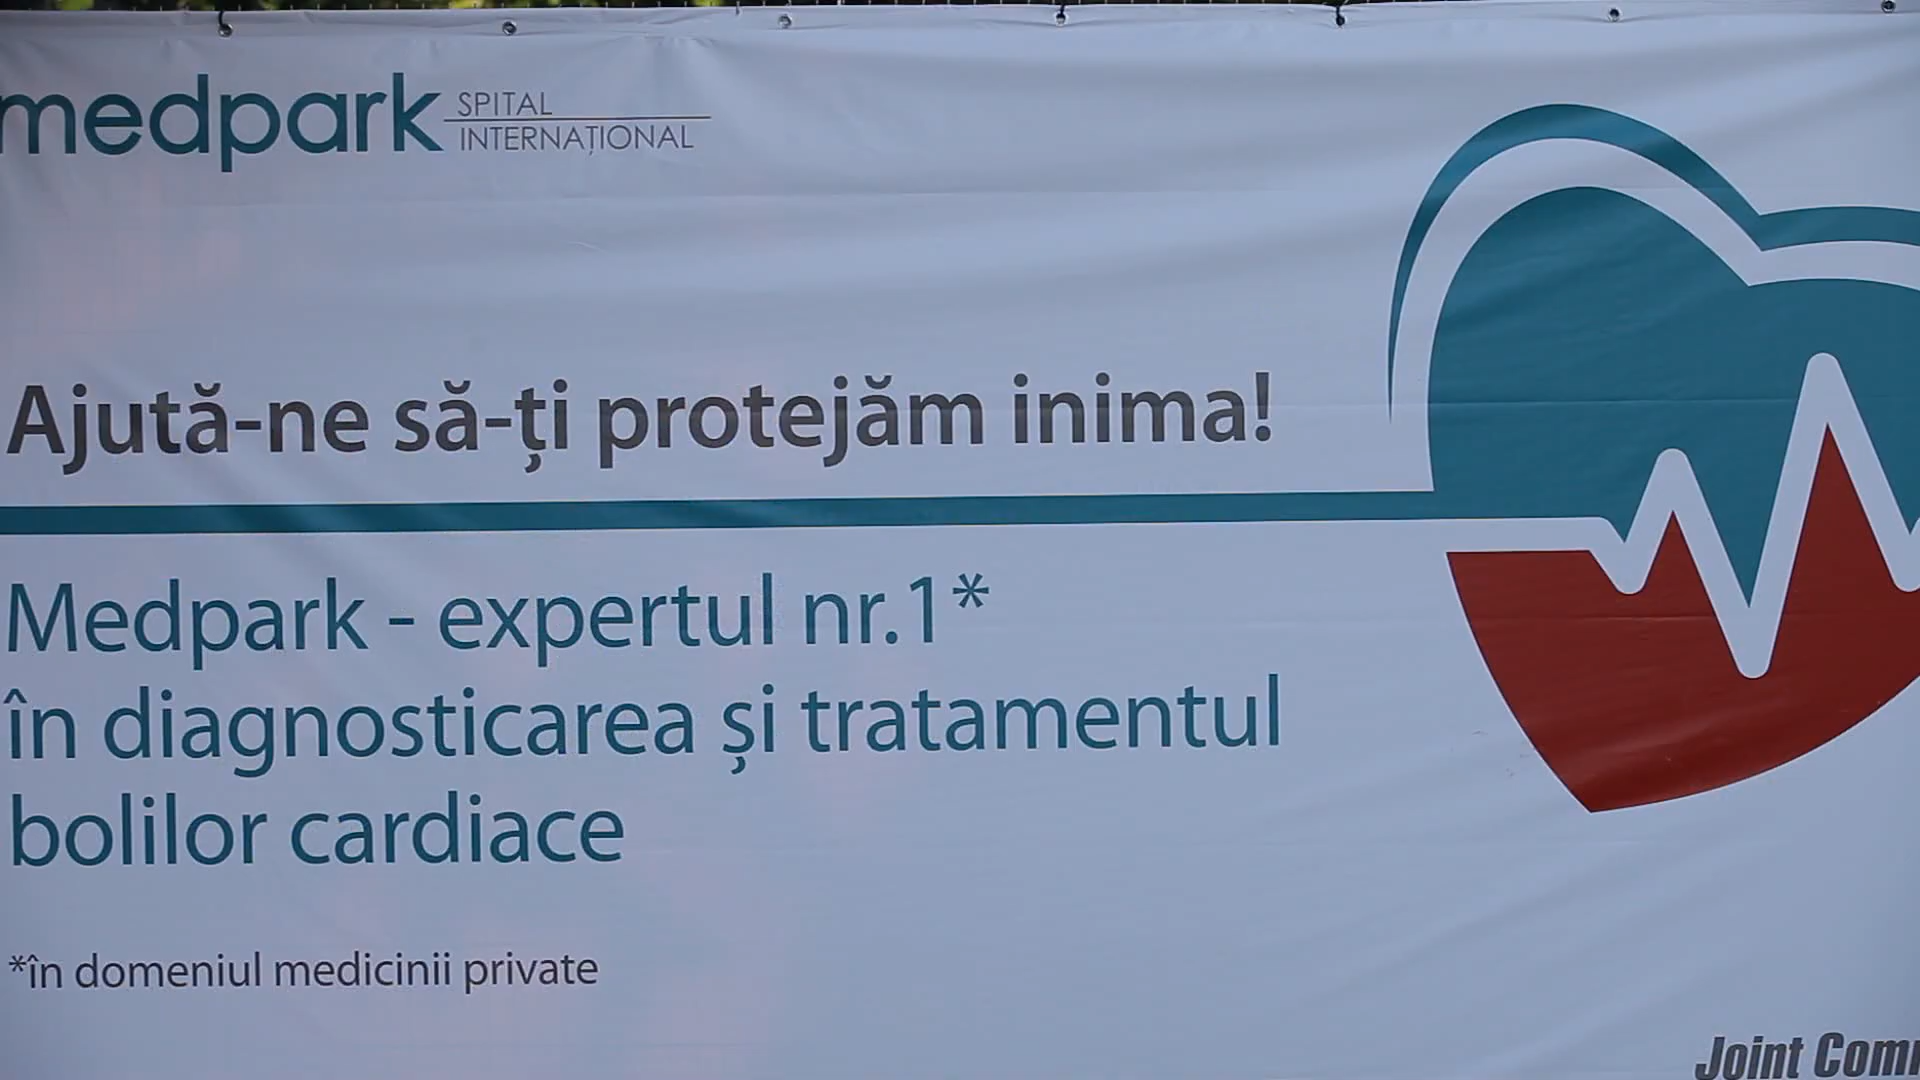 medpark
SPITAL
INTERNAȚIONAL
Ajută-ne să-ți protejăm inima!
Medpark - expertul nr.1*
în diagnosticarea și tratamentul
bolilor cardiace
*în domeniul medicinii private
Joint